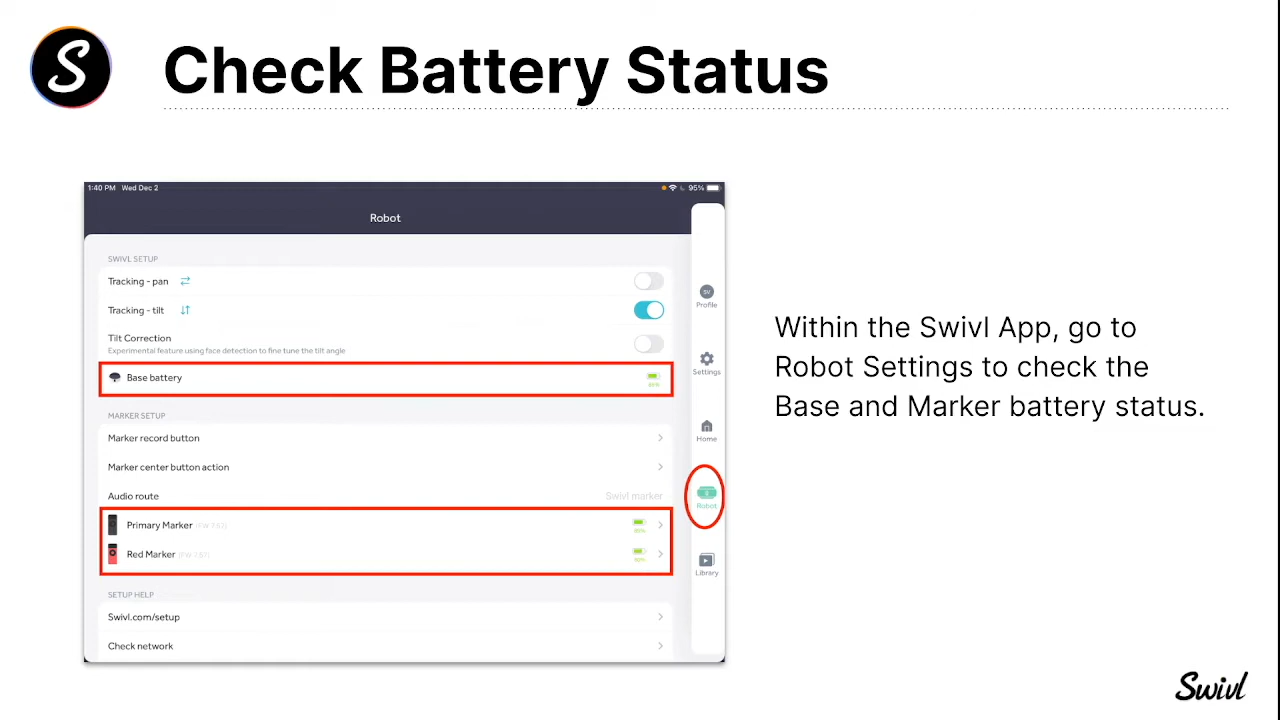 Check Battery Status
1:40 PM Wed Dec 2
95%
Robot
SWIVL SETUP
Tracking - pan
Tracking - tilt
Tilt Correction
Experimental feature using face detection to fine tune the tilt angle
Base battery
MARKER SETUP
Marker record button
Marker center button action
Audio route Swivl marker
Primary Marker
Red Marker
SETUP HELP
Swivl.com/setup
Check network
SV
Profile
Settings
Home
Robot
Library
Within the Swivl App, go to
Robot Settings to check the
Base and Marker battery status.
Swivl